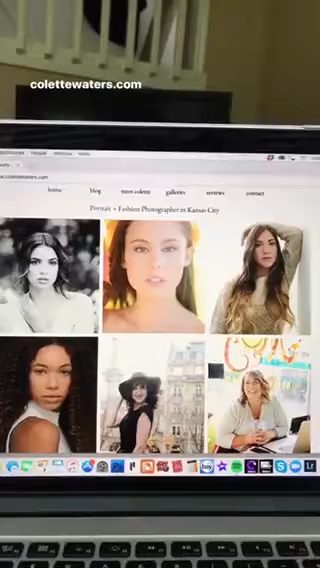 colettewaters.com
home blog meet colette galleries reviews contact
Portrait + Fashion Photographer in Kansas City